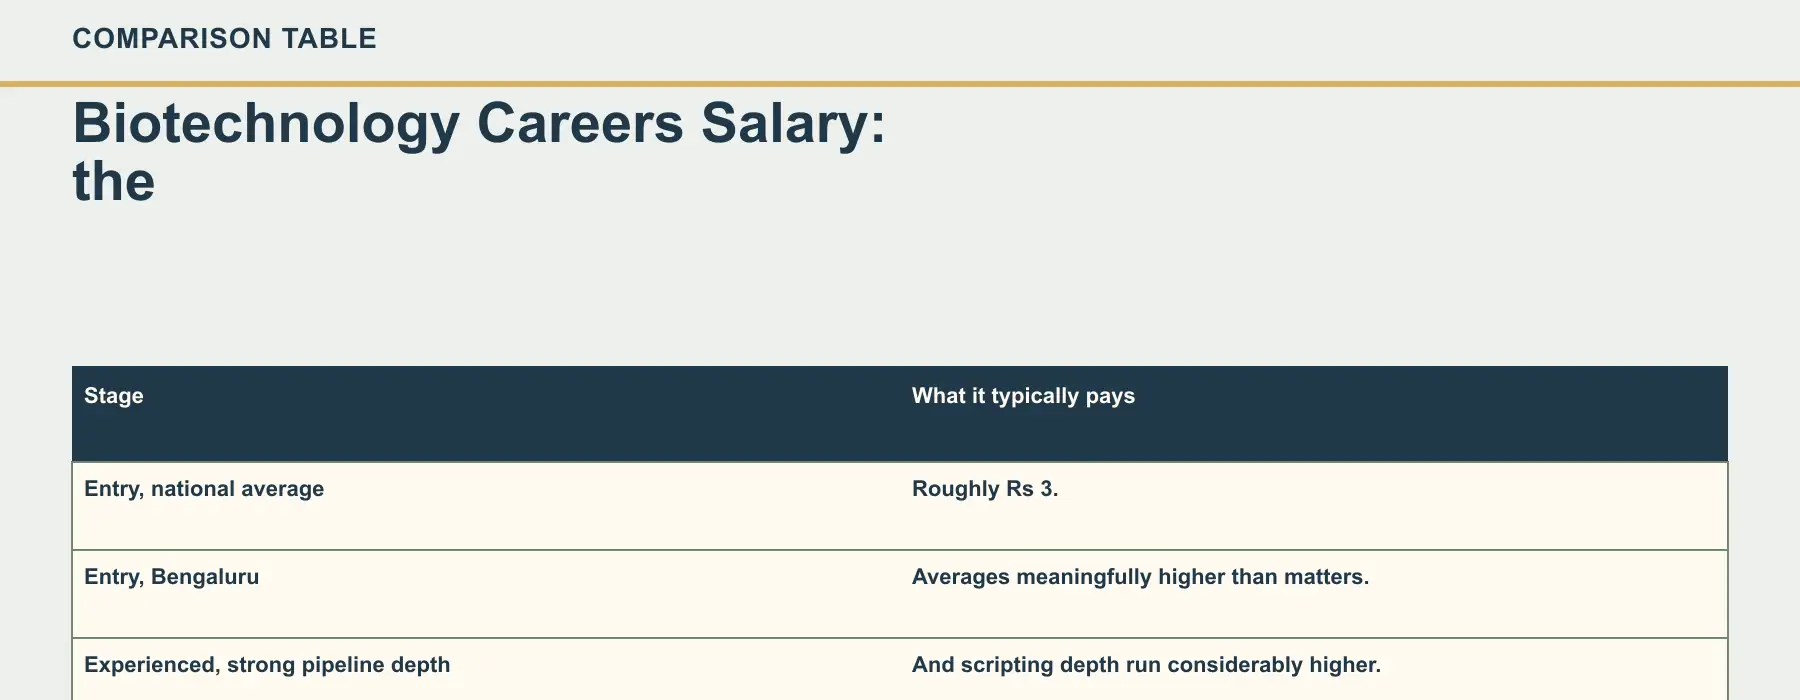 COMPARISON TABLE
Biotechnology Careers Salary:
the
Stage What it typically pays
Entry, national average Roughly Rs 3.
Entry, Bengaluru Averages meaningfully higher than matters.
Experienced, strong pipeline depth And scripting depth run considerably higher.